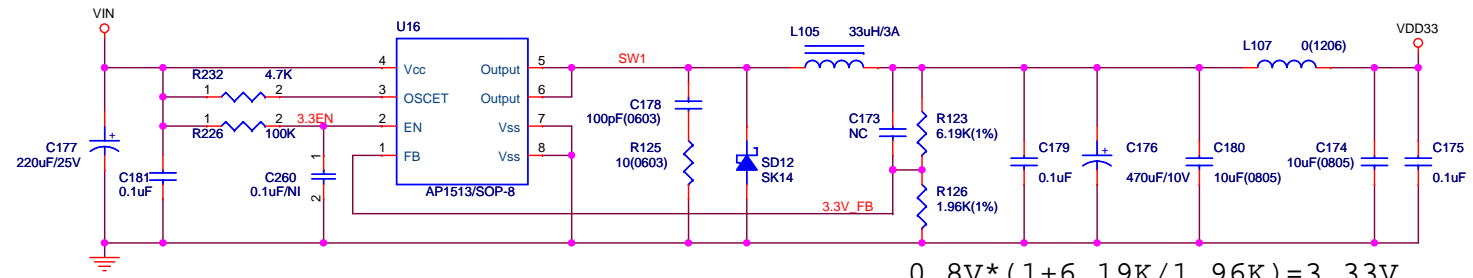 VIN
U16
L105 33uH/3A
VDD33
L107 0(1206)
R232 4.7K
4 Vcc Output 5 SW1
1 2 3 OSCET Output 6
C178
100pF(0603)
1 2 3.3EN 2 EN Vss 7
R226 100K
C173
NC
R123
6.19K(1%)
C177
220uF/25V
1 FB Vss 8
R125
10(0603)
C181
0.1uF
1
C260
0.1uF/NI
2
AP1513/SOP-8
SD12
SK14
C179
0.1uF
C176
470uF/10V
C180
10uF(0805)
C174
10uF(0805)
C175
0.1uF
R126
1.96K(1%)
3.3V_FB
0.8V*(1+6.19K/1.96K)=3.33V